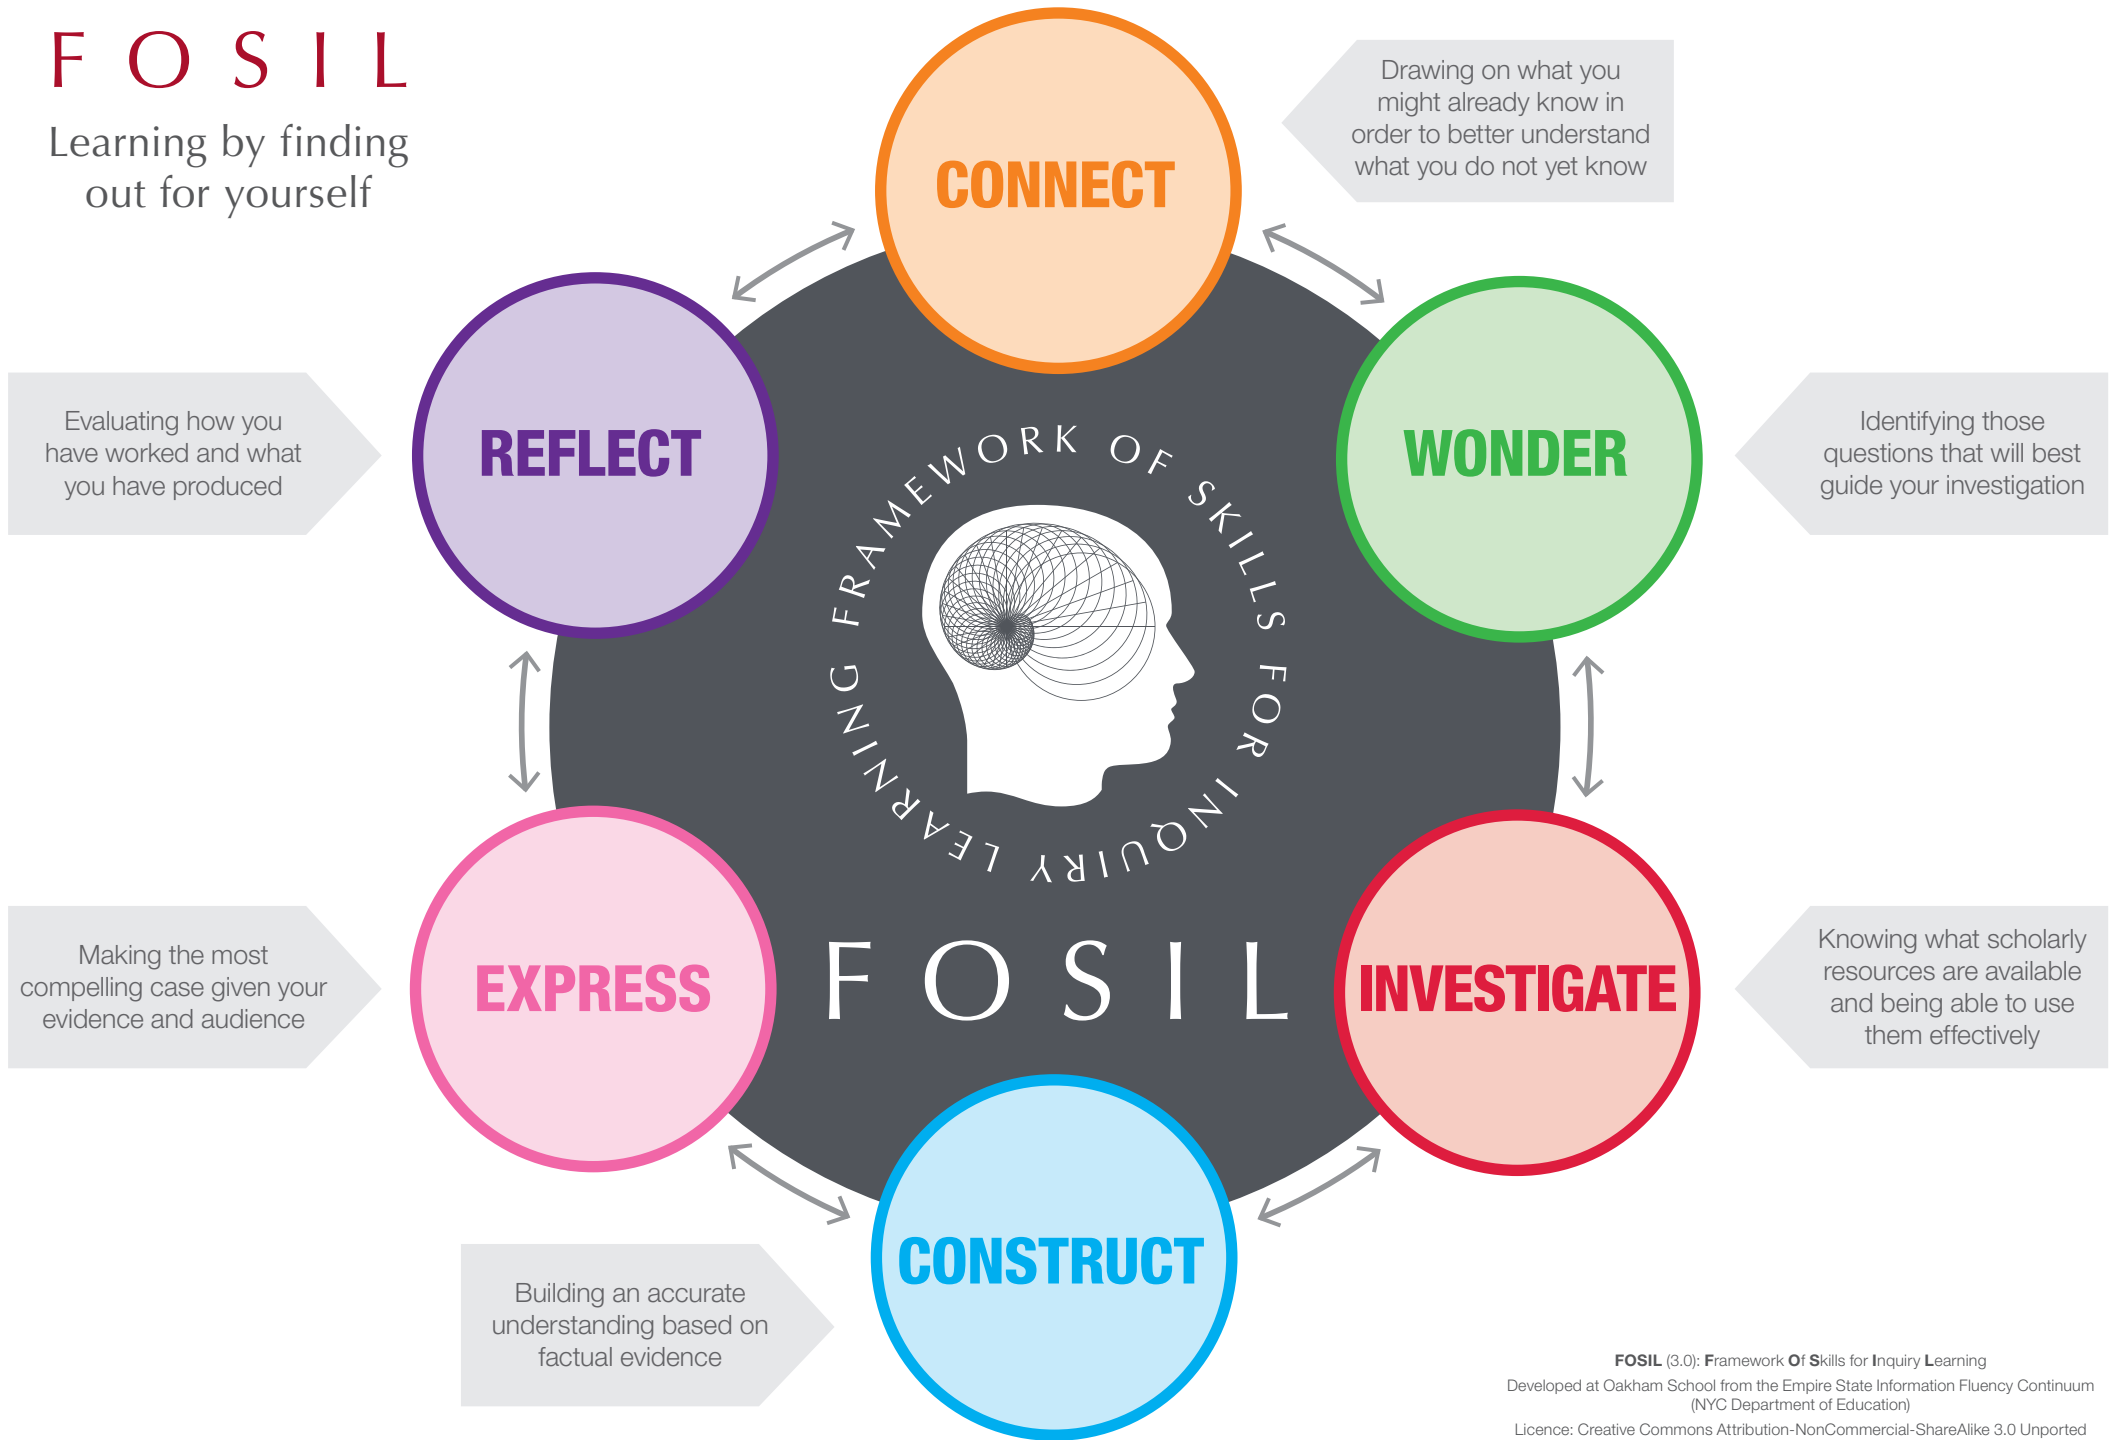 FOSIL
Learning by finding
out for yourself
CONNECT
Drawing on what you
might already know in
order to better understand
what you do not yet know
WONDER
Identifying those
questions that will best
guide your investigation
INVESTIGATE
Knowing what scholarly
resources are available
and being able to use
them effectively
CONSTRUCT
Building an accurate
understanding based on
factual evidence
EXPRESS
Making the most
compelling case given your
evidence and audience
REFLECT
Evaluating how you
have worked and what
you have produced
FRAMEWORK OF SKILLS FOR INQUIRY LEARNING
FOSIL
FOSIL (3.0): Framework Of Skills for Inquiry Learning
Developed at Oakham School from the Empire State Information Fluency Continuum
(NYC Department of Education)
Licence: Creative Commons Attribution-NonCommercial-ShareAlike 3.0 Unported